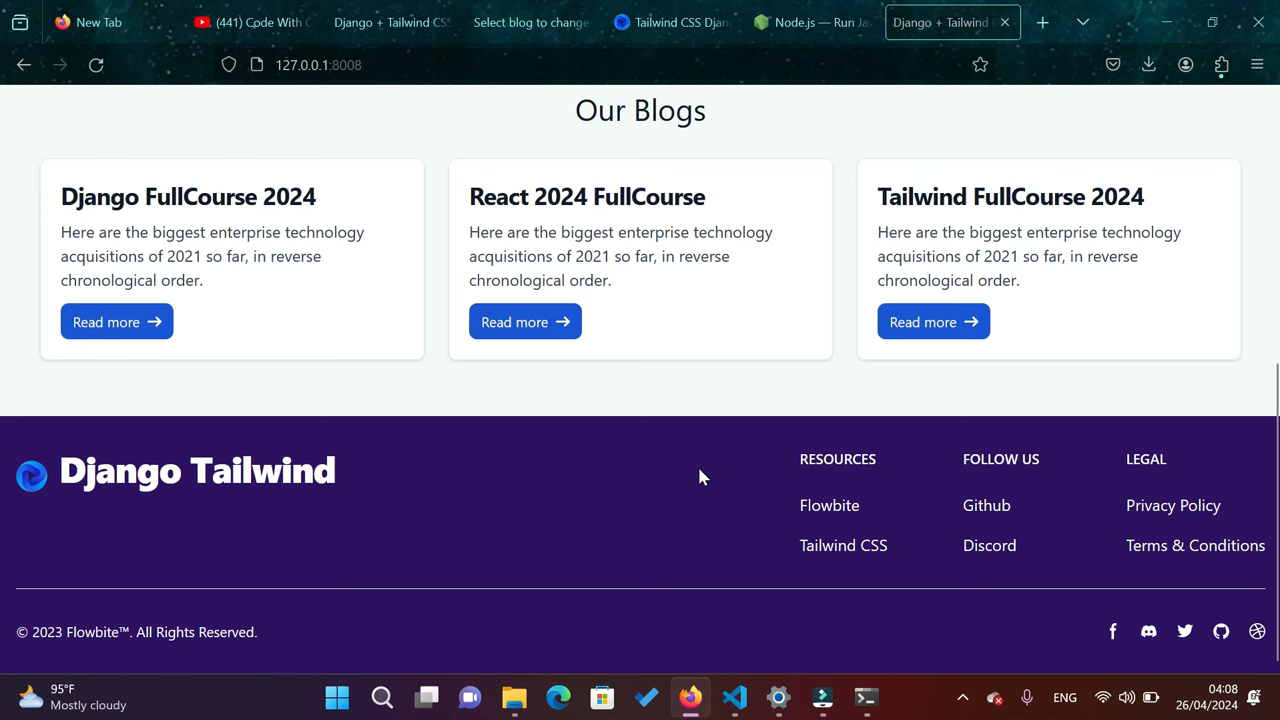 New Tab
(441) Code With C
Django + Tailwind CS
Select blog to change
Tailwind CSS Djan
Node.js — Run Jav
Django + Tailwind C
127.0.0.1:8008
Our Blogs
Django FullCourse 2024
Here are the biggest enterprise technology
acquisitions of 2021 so far, in reverse
chronological order.
Read more
React 2024 FullCourse
Here are the biggest enterprise technology
acquisitions of 2021 so far, in reverse
chronological order.
Read more
Tailwind FullCourse 2024
Here are the biggest enterprise technology
acquisitions of 2021 so far, in reverse
chronological order.
Read more
Django Tailwind
RESOURCES
Flowbite
Tailwind CSS
FOLLOW US
Github
Discord
LEGAL
Privacy Policy
Terms & Conditions
© 2023 Flowbite™. All Rights Reserved.
95°F
Mostly cloudy
ENG
04:08
26/04/2024